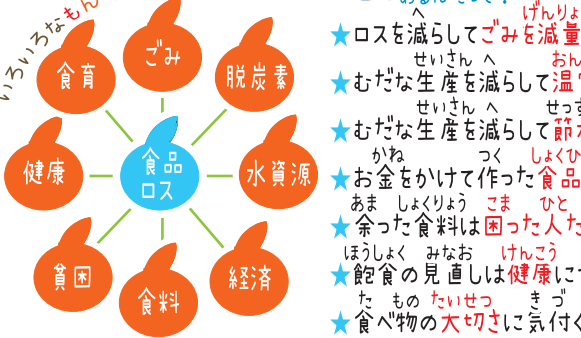 いろいろなもん
ごみ
食育
脱炭素
健康
食品
ロス
水資源
貧困
食料
経済
へ げんりょ
★ロスを減らしてごみを減量
せいさん へ おん
★むだな生産を減らして温
せいさん へ せっす
★むだな生産を減らして節
かね つく しょくひ
★お金をかけて作った食品
あま しょくりょう こま ひと
★余った食料は困った人た
ほうしょく みなお けんこう
★飽食の見直しは健康に
た もの たいせつ き づ
★食べ物の大切さに気付く